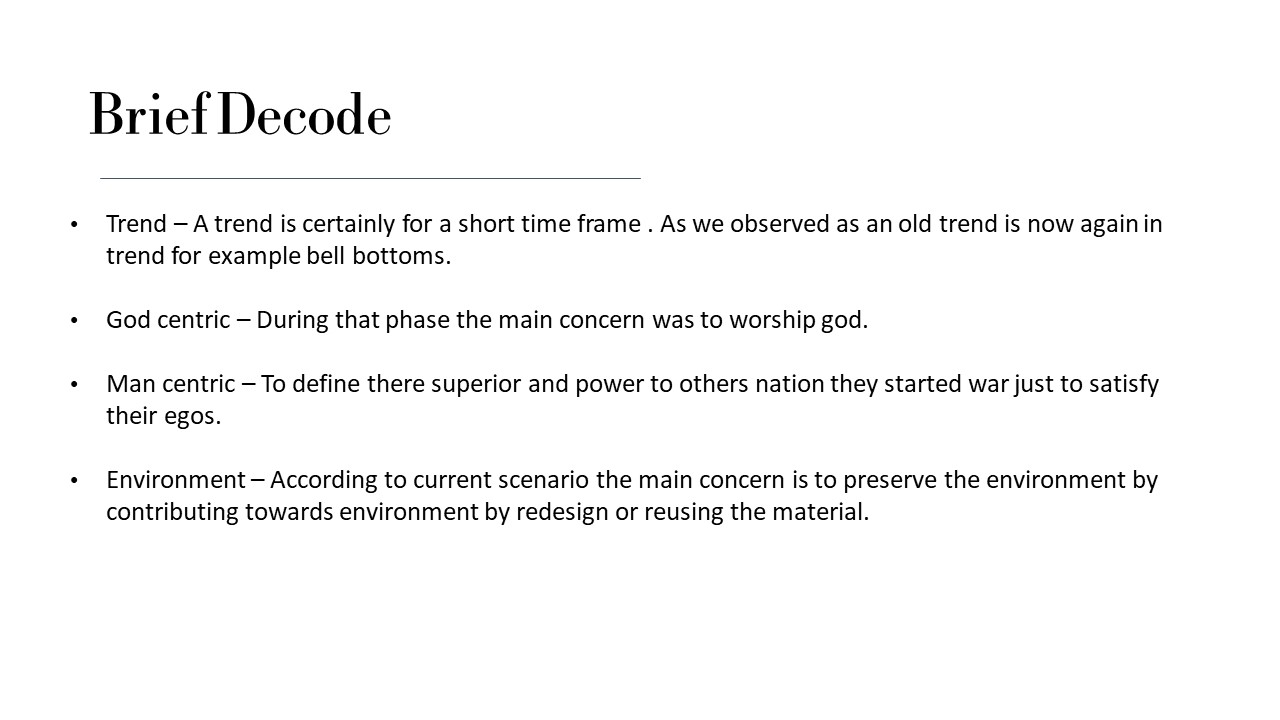 Brief Decode
• Trend – A trend is certainly for a short time frame . As we observed as an old trend is now again in
trend for example bell bottoms.
• God centric – During that phase the main concern was to worship god.
• Man centric – To define there superior and power to others nation they started war just to satisfy
their egos.
• Environment – According to current scenario the main concern is to preserve the environment by
contributing towards environment by redesign or reusing the material.